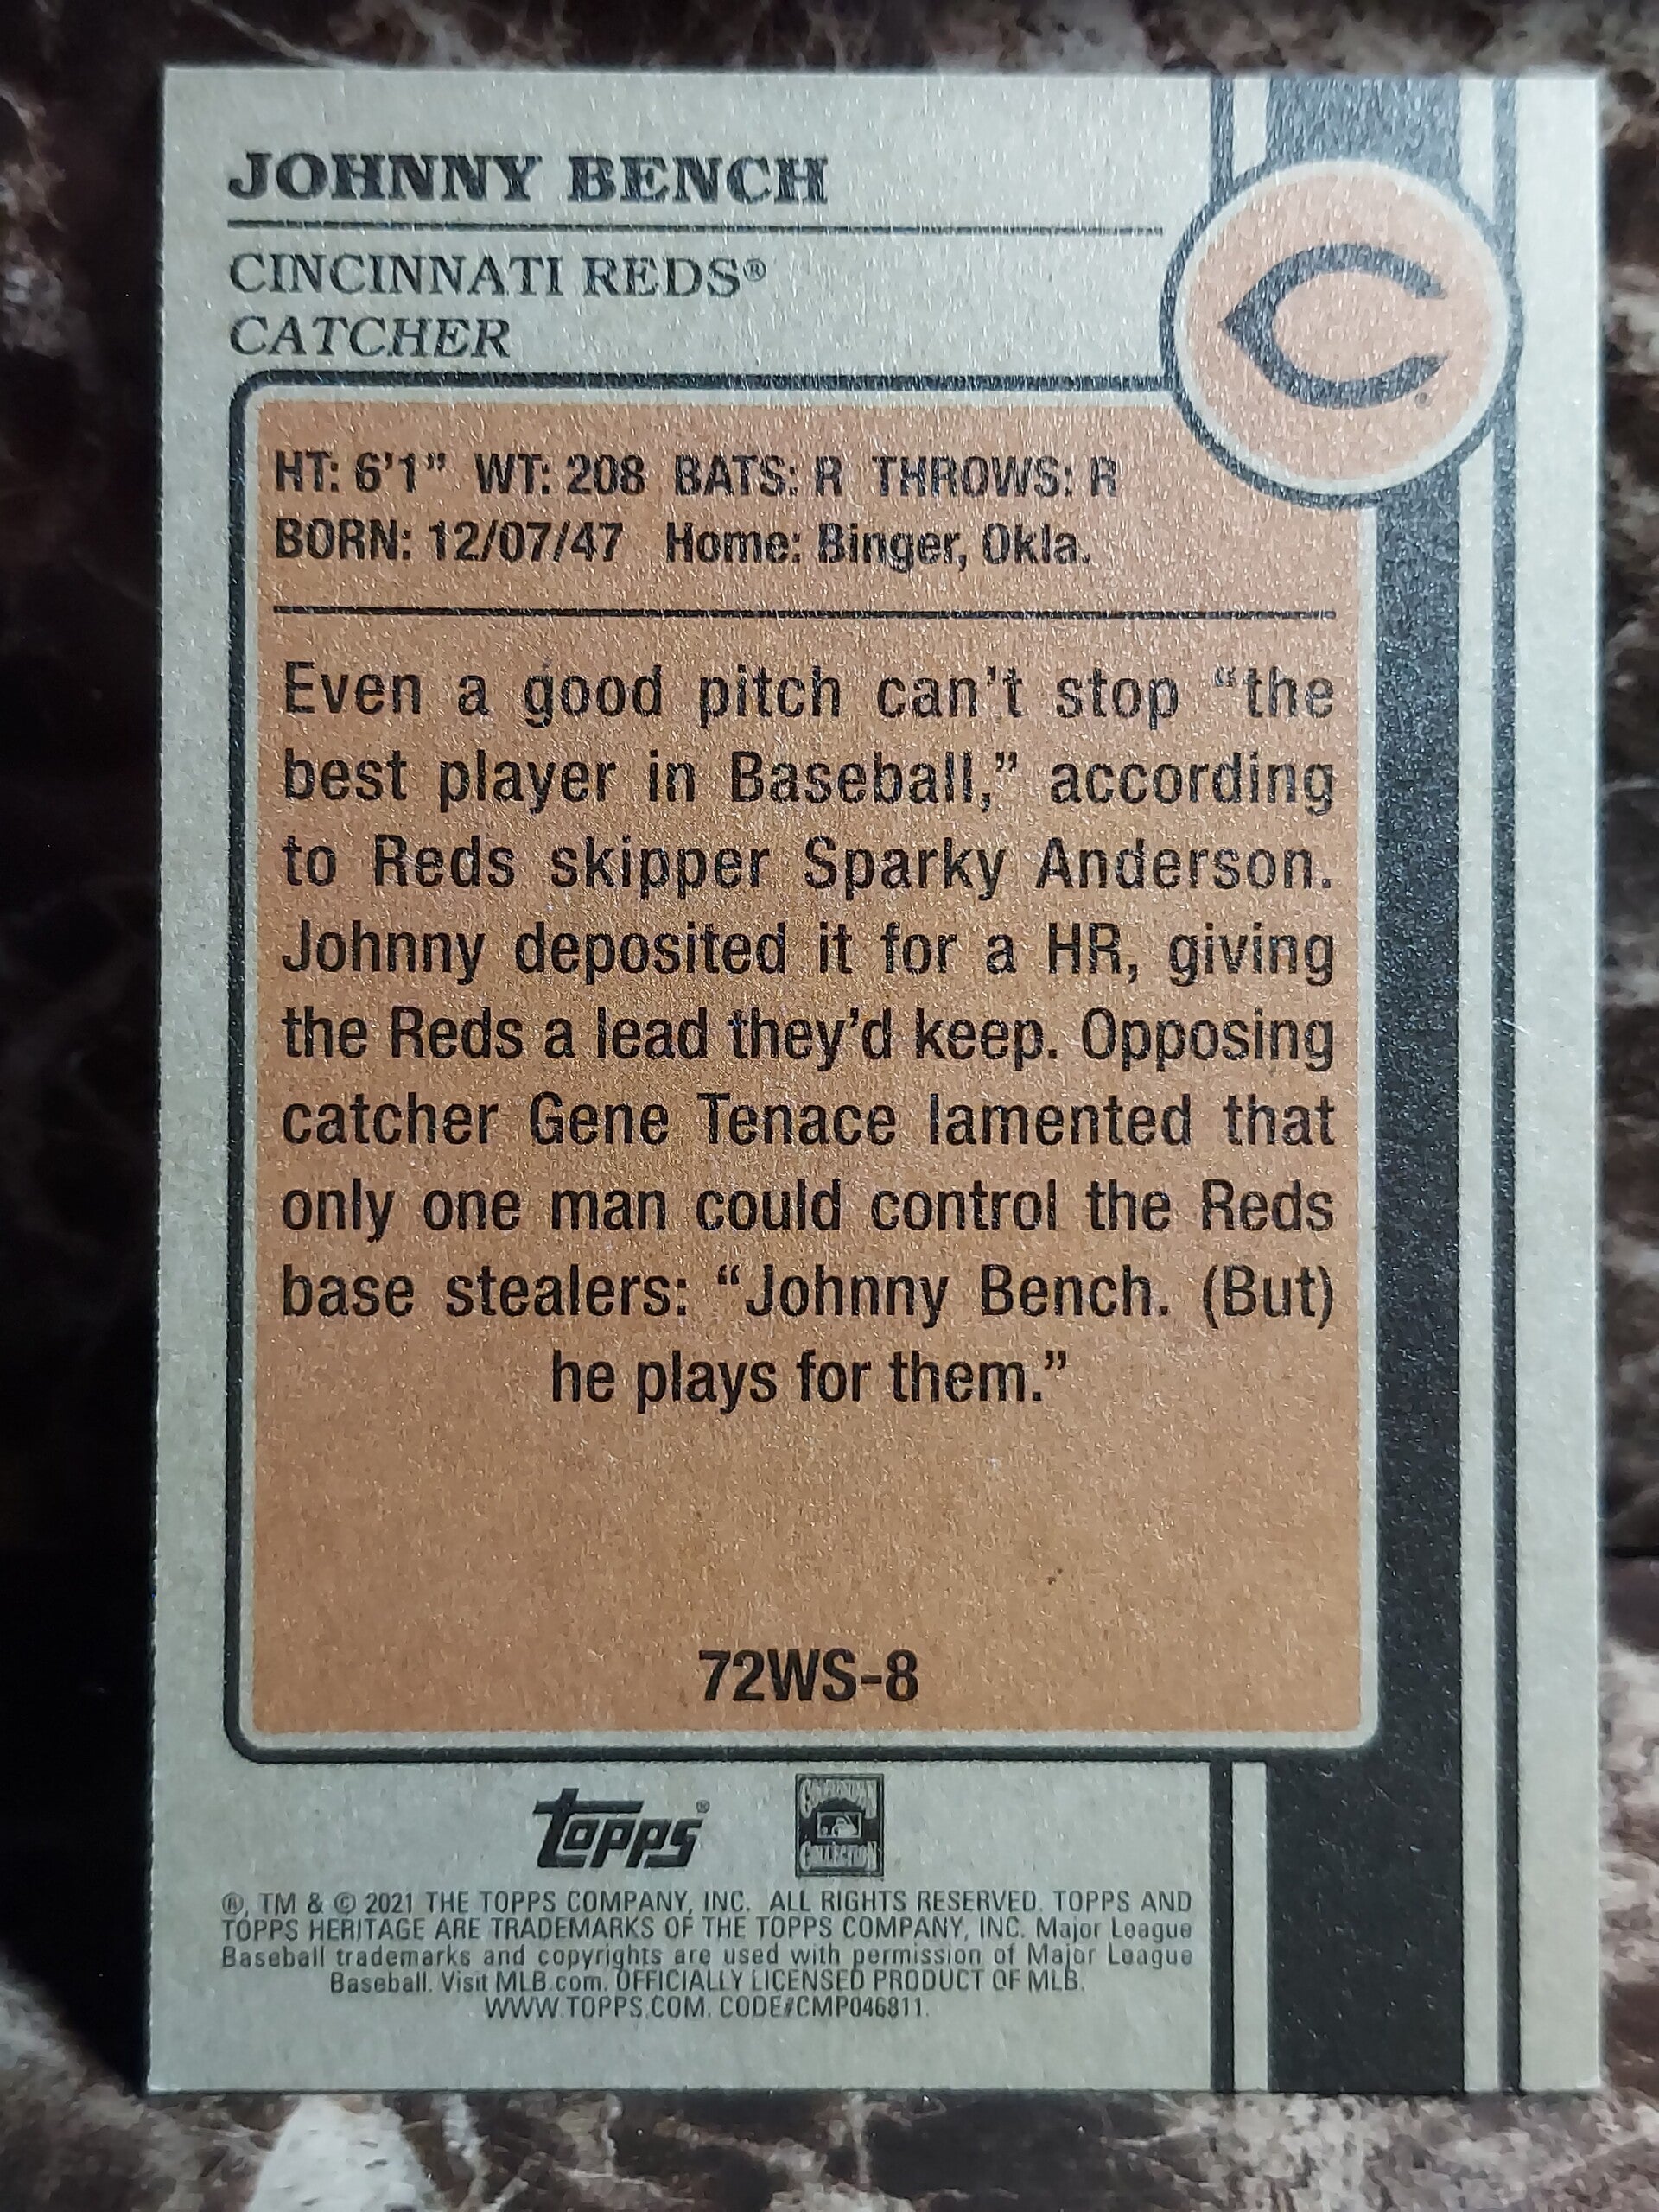 JOHNNY BENCH
CINCINNATI REDS®
CATCHER
HT: 6'1” WT: 208 BATS: R THROWS: R
BORN: 12/07/47 Home: Binger, Okla.
Even a good pitch can’t stop “the
best player in Baseball,” according
to Reds skipper Sparky Anderson.
Johnny deposited it for a HR, giving
the Reds a lead they’d keep. Opposing
catcher Gene Tenace lamented that
only one man could control the Reds
base stealers: “Johnny Bench. (But)
he plays for them.”
72WS-8
topps®
COOPERSTOWN
COLLECTION
®, TM & © 2021 THE TOPPS COMPANY, INC. ALL RIGHTS RESERVED. TOPPS AND
TOPPS HERITAGE ARE TRADEMARKS OF THE TOPPS COMPANY, INC. Major League
Baseball trademarks and copyrights are used with permission of Major League
Baseball. Visit MLB.com. OFFICIALLY LICENSED PRODUCT OF MLB.
WWW.TOPPS.COM. CODE#CMP046811.